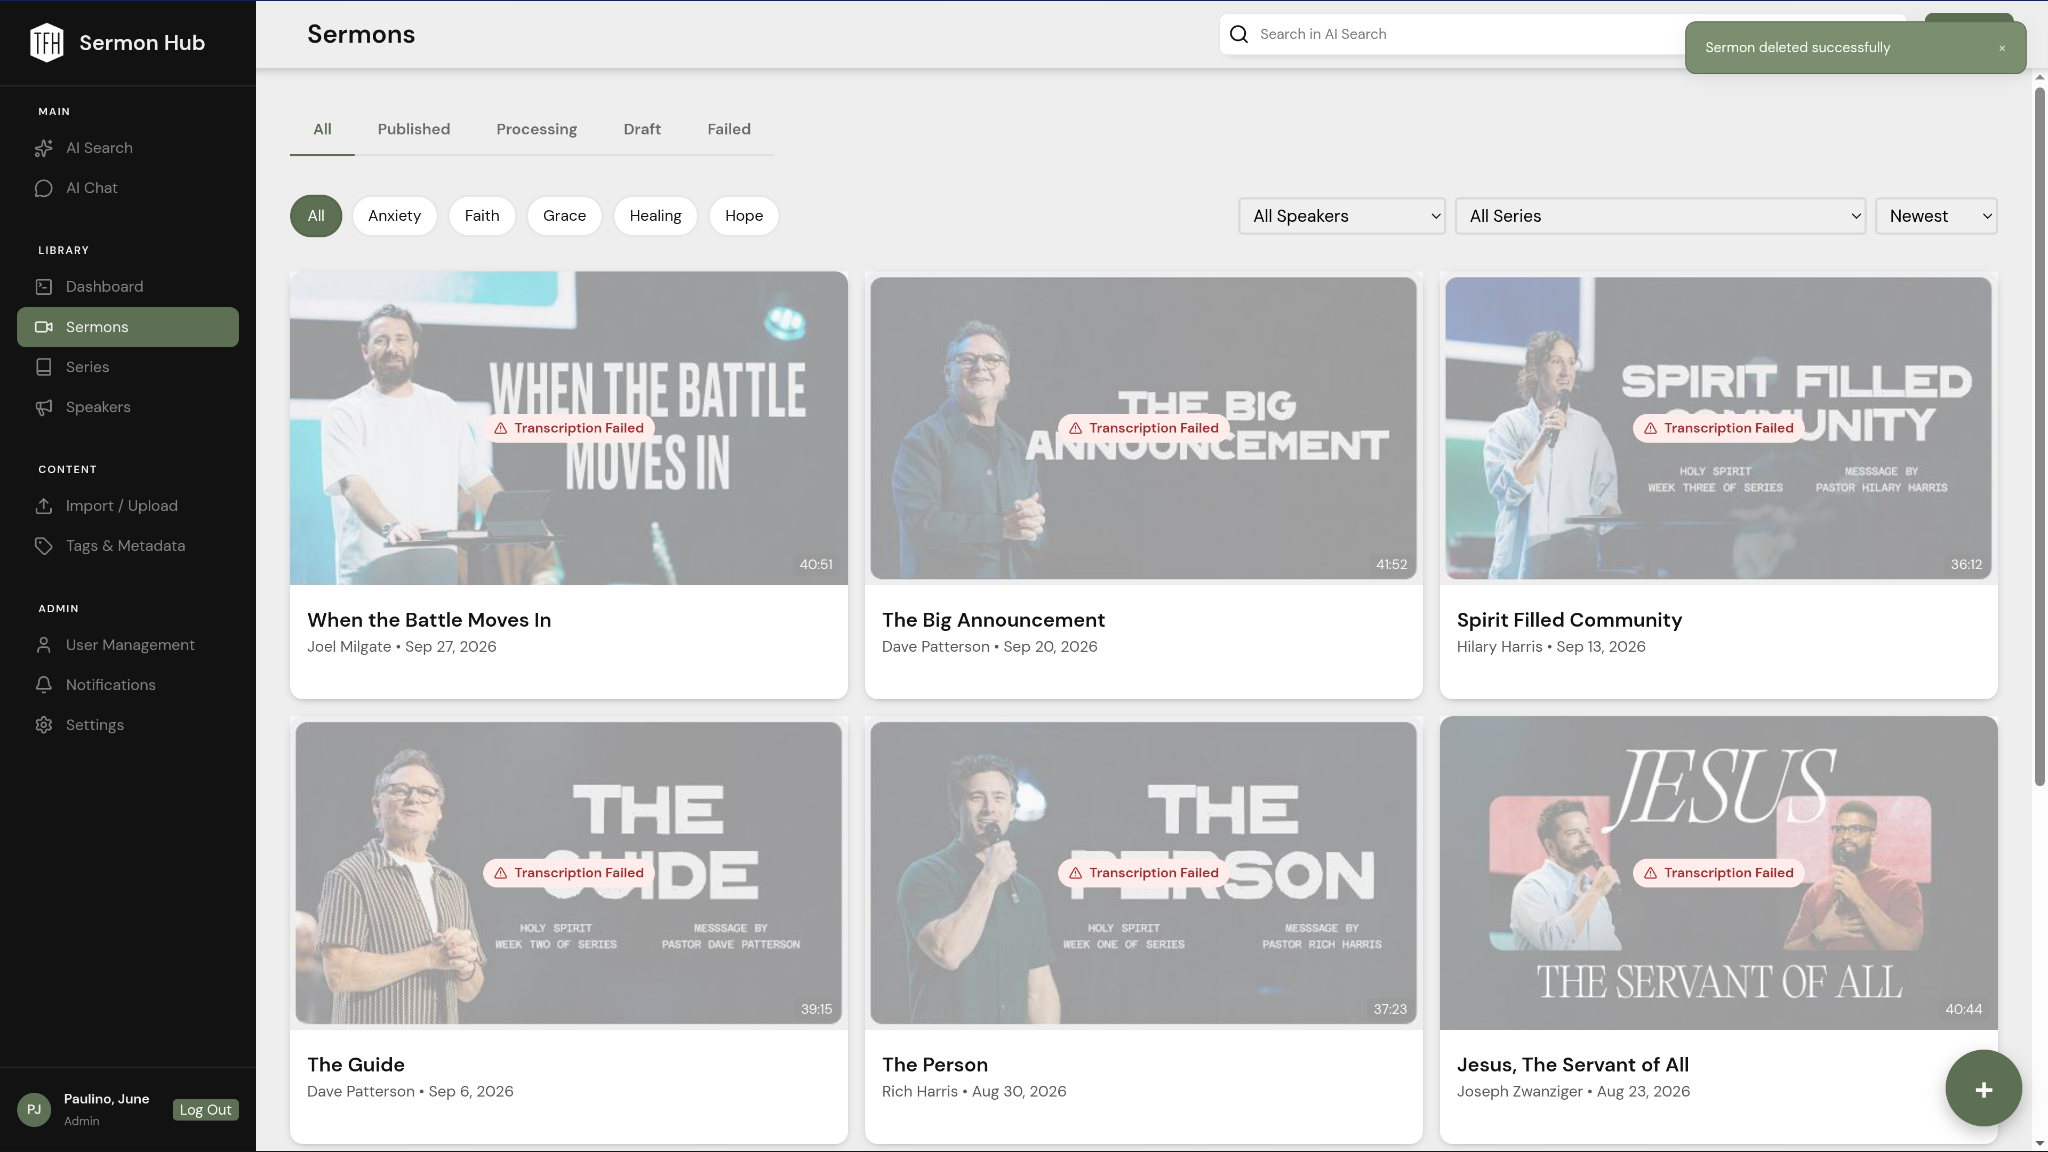 TFH
Sermon Hub
MAIN
AI Search
AI Chat
LIBRARY
Dashboard
Sermons
Series
Speakers
CONTENT
Import / Upload
Tags & Metadata
ADMIN
User Management
Notifications
Settings
PJ
Paulino, June
Admin
Log Out
Sermons
Search in AI Search
Sermon deleted successfully ×
All Published Processing Draft Failed
All Anxiety Faith Grace Healing Hope
All Speakers All Series Newest
WHEN THE BATTLE
Transcription Failed
MOVES IN
40:51
When the Battle Moves In
Joel Milgate • Sep 27, 2026
THE BIG
Transcription Failed
ANNOUNCEMENT
41:52
The Big Announcement
Dave Patterson • Sep 20, 2026
SPIRIT FILLED
COMMUNITY
Transcription Failed
HOLY SPIRIT
WEEK THREE OF SERIES
MESSSAGE BY
PASTOR HILARY HARRIS
36:12
Spirit Filled Community
Hilary Harris • Sep 13, 2026
THE
GUIDE
Transcription Failed
HOLY SPIRIT
WEEK TWO OF SERIES
MESSSAGE BY
PASTOR DAVE PATTERSON
39:15
The Guide
Dave Patterson • Sep 6, 2026
THE
PERSON
Transcription Failed
HOLY SPIRIT
WEEK ONE OF SERIES
MESSSAGE BY
PASTOR RICH HARRIS
37:23
The Person
Rich Harris • Aug 30, 2026
JESUS
Transcription Failed
THE SERVANT OF ALL
40:44
Jesus, The Servant of All
Joseph Zwanziger • Aug 23, 2026
+